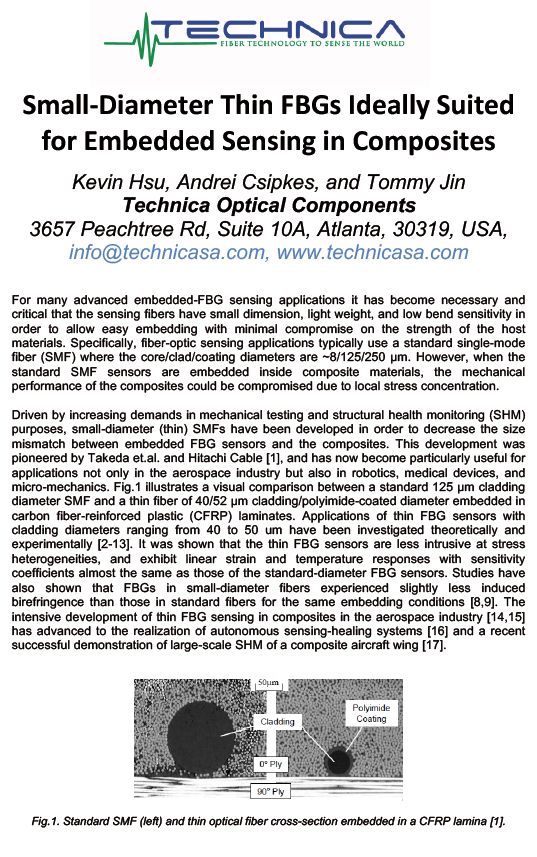 TECHNICA
FIBER TECHNOLOGY TO SENSE THE WORLD
Small-Diameter Thin FBGs Ideally Suited
for Embedded Sensing in Composites
Kevin Hsu, Andrei Csipkes, and Tommy Jin
Technica Optical Components
3657 Peachtree Rd, Suite 10A, Atlanta, 30319, USA,
info@technicasa.com, www.technicasa.com
For many advanced embedded-FBG sensing applications it has become necessary and
critical that the sensing fibers have small dimension, light weight, and low bend sensitivity in
order to allow easy embedding with minimal compromise on the strength of the host
materials. Specifically, fiber-optic sensing applications typically use a standard single-mode
fiber (SMF) where the core/clad/coating diameters are ~8/125/250 µm. However, when the
standard SMF sensors are embedded inside composite materials, the mechanical
performance of the composites could be compromised due to local stress concentration.
Driven by increasing demands in mechanical testing and structural health monitoring (SHM)
purposes, small-diameter (thin) SMFs have been developed in order to decrease the size
mismatch between embedded FBG sensors and the composites. This development was
pioneered by Takeda et.al. and Hitachi Cable [1], and has now become particularly useful for
applications not only in the aerospace industry but also in robotics, medical devices, and
micro-mechanics. Fig.1 illustrates a visual comparison between a standard 125 µm cladding
diameter SMF and a thin fiber of 40/52 µm cladding/polyimide-coated diameter embedded in
carbon fiber-reinforced plastic (CFRP) laminates. Applications of thin FBG sensors with
cladding diameters ranging from 40 to 50 um have been investigated theoretically and
experimentally [2-13]. It was shown that the thin FBG sensors are less intrusive at stress
heterogeneities, and exhibit linear strain and temperature responses with sensitivity
coefficients almost the same as those of the standard-diameter FBG sensors. Studies have
also shown that FBGs in small-diameter fibers experienced slightly less induced
birefringence than those in standard fibers for the same embedding conditions [8,9]. The
intensive development of thin FBG sensing in composites in the aerospace industry [14,15]
has advanced to the realization of autonomous sensing-healing systems [16] and a recent
successful demonstration of large-scale SHM of a composite aircraft wing [17].
50µm
Polyimide
Coating
Cladding
0° Ply
90° Ply
Fig.1. Standard SMF (left) and thin optical fiber cross-section embedded in a CFRP lamina [1].